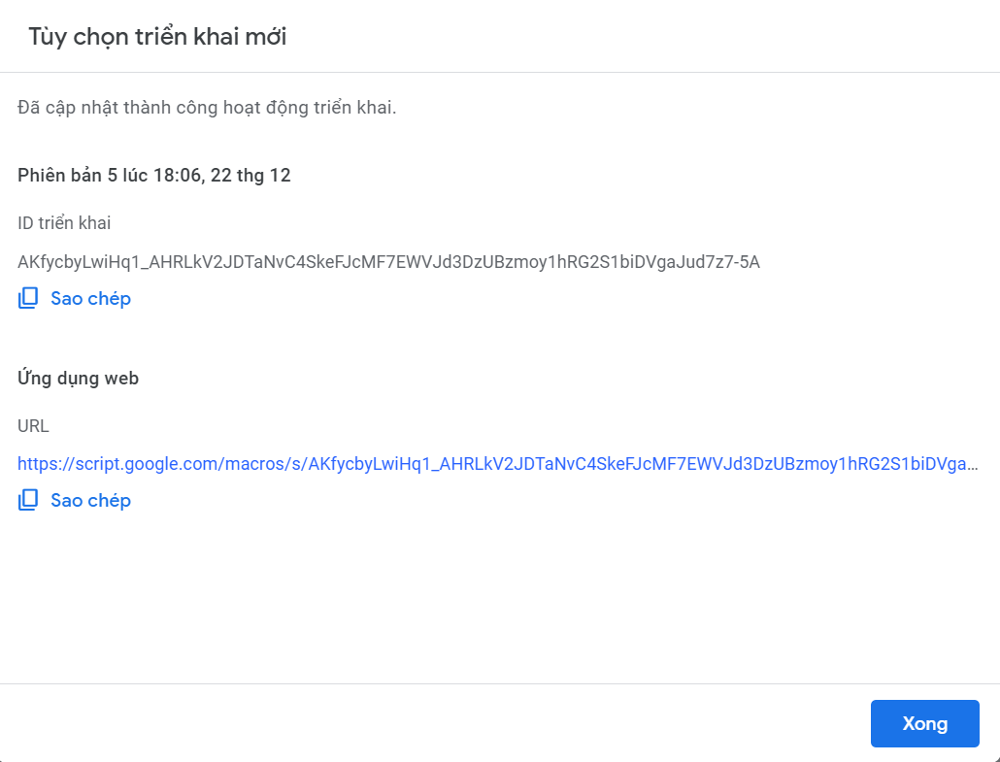 Tùy chọn triển khai mới
Đã cập nhật thành công hoạt động triển khai.
Phiên bản 5 lúc 18:06, 22 thg 12
ID triển khai
AKfycbyLwiHq1_AHRLkV2JDTaNvC4SkeFJcMF7EWVJd3DzUBzmoy1hRG2S1biDVgaJud7z7-5A
Sao chép
Ứng dụng web
URL
https://script.google.com/macros/s/AKfycbyLwiHq1_AHRLkV2JDTaNvC4SkeFJcMF7EWVJd3DzUBzmoy1hRG2S1biDVga...
Sao chép
Xong